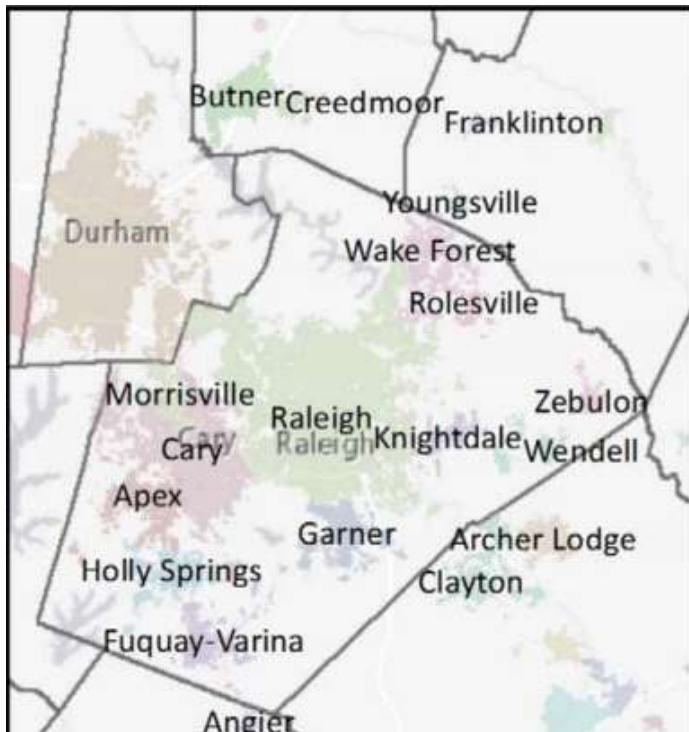 Butner
Creedmoor
Franklinton
Youngsville
Durham
Wake Forest
Rolesville
Morrisville
Zebulon
Raleigh
Raleigh
Knightdale
Cary
Cary
Wendell
Apex
Garner
Archer Lodge
Holly Springs
Clayton
Fuquay-Varina
Angier